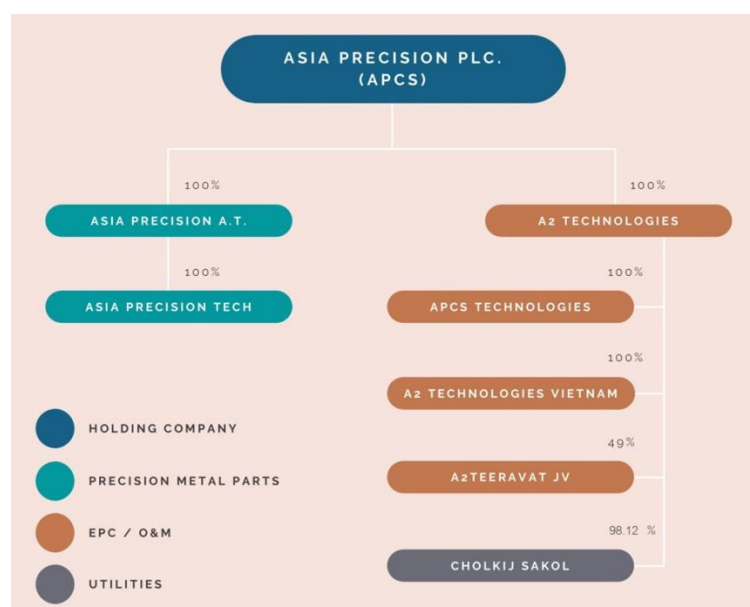 ASIA PRECISION PLC.
(APCS)
100%
100%
ASIA PRECISION A.T.
A2 TECHNOLOGIES
100%
100%
ASIA PRECISION TECH
APCS TECHNOLOGIES
100%
A2 TECHNOLOGIES VIETNAM
HOLDING COMPANY
49%
PRECISION METAL PARTS
A2TEERAVAT JV
EPC / O&M
98.12 %
CHOLKIJ SAKOL
UTILITIES